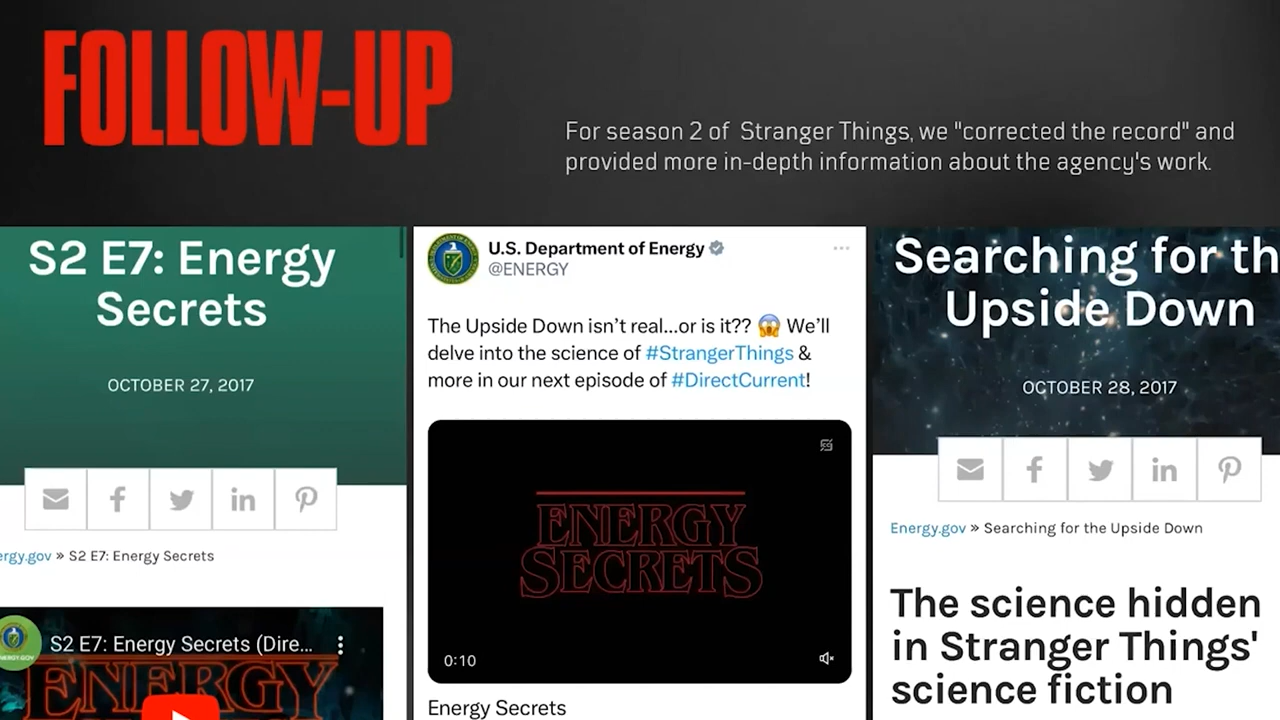 FOLLOW-UP
For season 2 of Stranger Things, we "corrected the record" and
provided more in-depth information about the agency's work.
S2 E7: Energy
Secrets
OCTOBER 27, 2017
ergy.gov » S2 E7: Energy Secrets
ENERGY.GOV
S2 E7: Energy Secrets (Dire...
ENERGY
U.S. Department of Energy
@ENERGY
The Upside Down isn't real...or is it?? 😱 We'll
delve into the science of #StrangerThings &
more in our next episode of #DirectCurrent!
ENERGY
SECRETS
0:10
Energy Secrets
Searching for th
Upside Down
OCTOBER 28, 2017
Energy.gov » Searching for the Upside Down
The science hidden
in Stranger Things'
science fiction